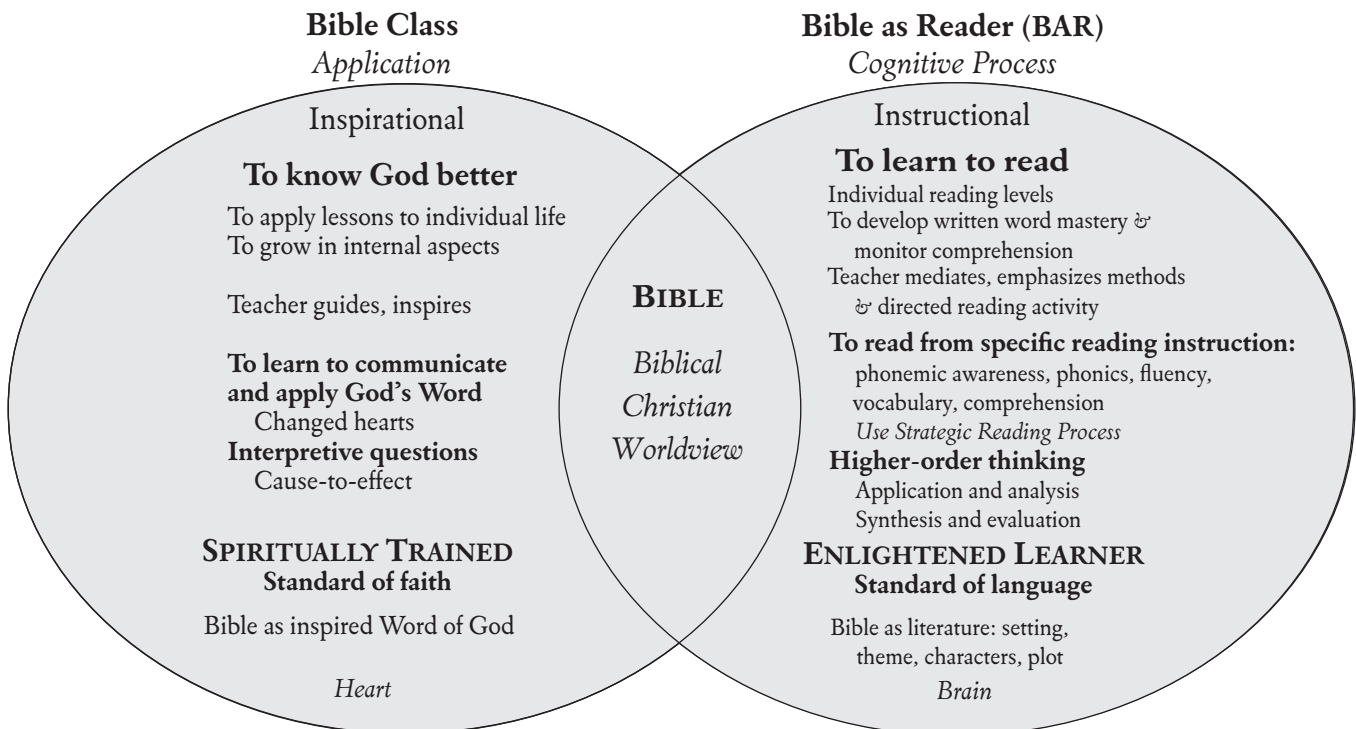 Bible Class
Application
Inspirational
To know God better
To apply lessons to individual life
To grow in internal aspects
Teacher guides, inspires
To learn to communicate
and apply God's Word
Changed hearts
Interpretive questions
Cause-to-effect
SPIRITUALLY TRAINED
Standard of faith
Bible as inspired Word of God
Heart
BIBLE
Biblical
Christian
Worldview
Bible as Reader (BAR)
Cognitive Process
Instructional
To learn to read
Individual reading levels
To develop written word mastery &
monitor comprehension
Teacher mediates, emphasizes methods
& directed reading activity
To read from specific reading instruction:
phonemic awareness, phonics, fluency,
vocabulary, comprehension
Use Strategic Reading Process
Higher-order thinking
Application and analysis
Synthesis and evaluation
ENLIGHTENED LEARNER
Standard of language
Bible as literature: setting,
theme, characters, plot
Brain